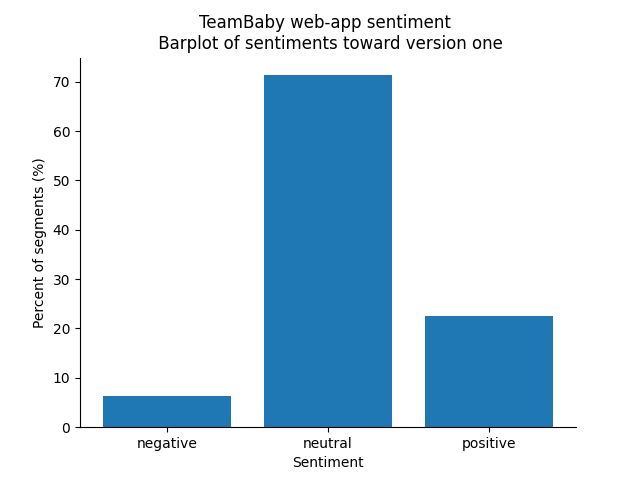 TeamBaby web-app sentiment
Barplot of sentiments toward version one
70
60
50
40
30
20
10
0
Percent of segments (%)
negative neutral positive
Sentiment